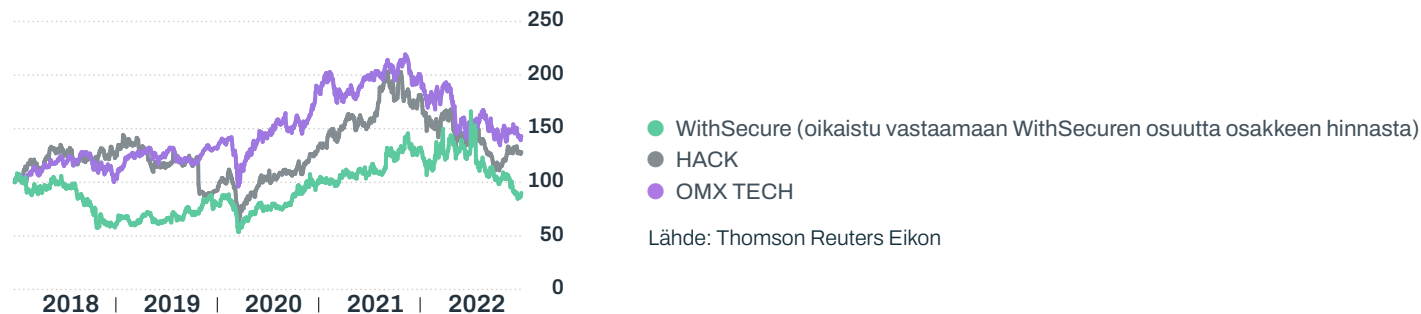 250
200
150
100
50
0
2018 | 2019 | 2020 | 2021 | 2022
WithSecure (oikaistu vastaamaan WithSecuren osuutta osakkeen hinnasta)
HACK
OMX TECH
Lähde: Thomson Reuters Eikon